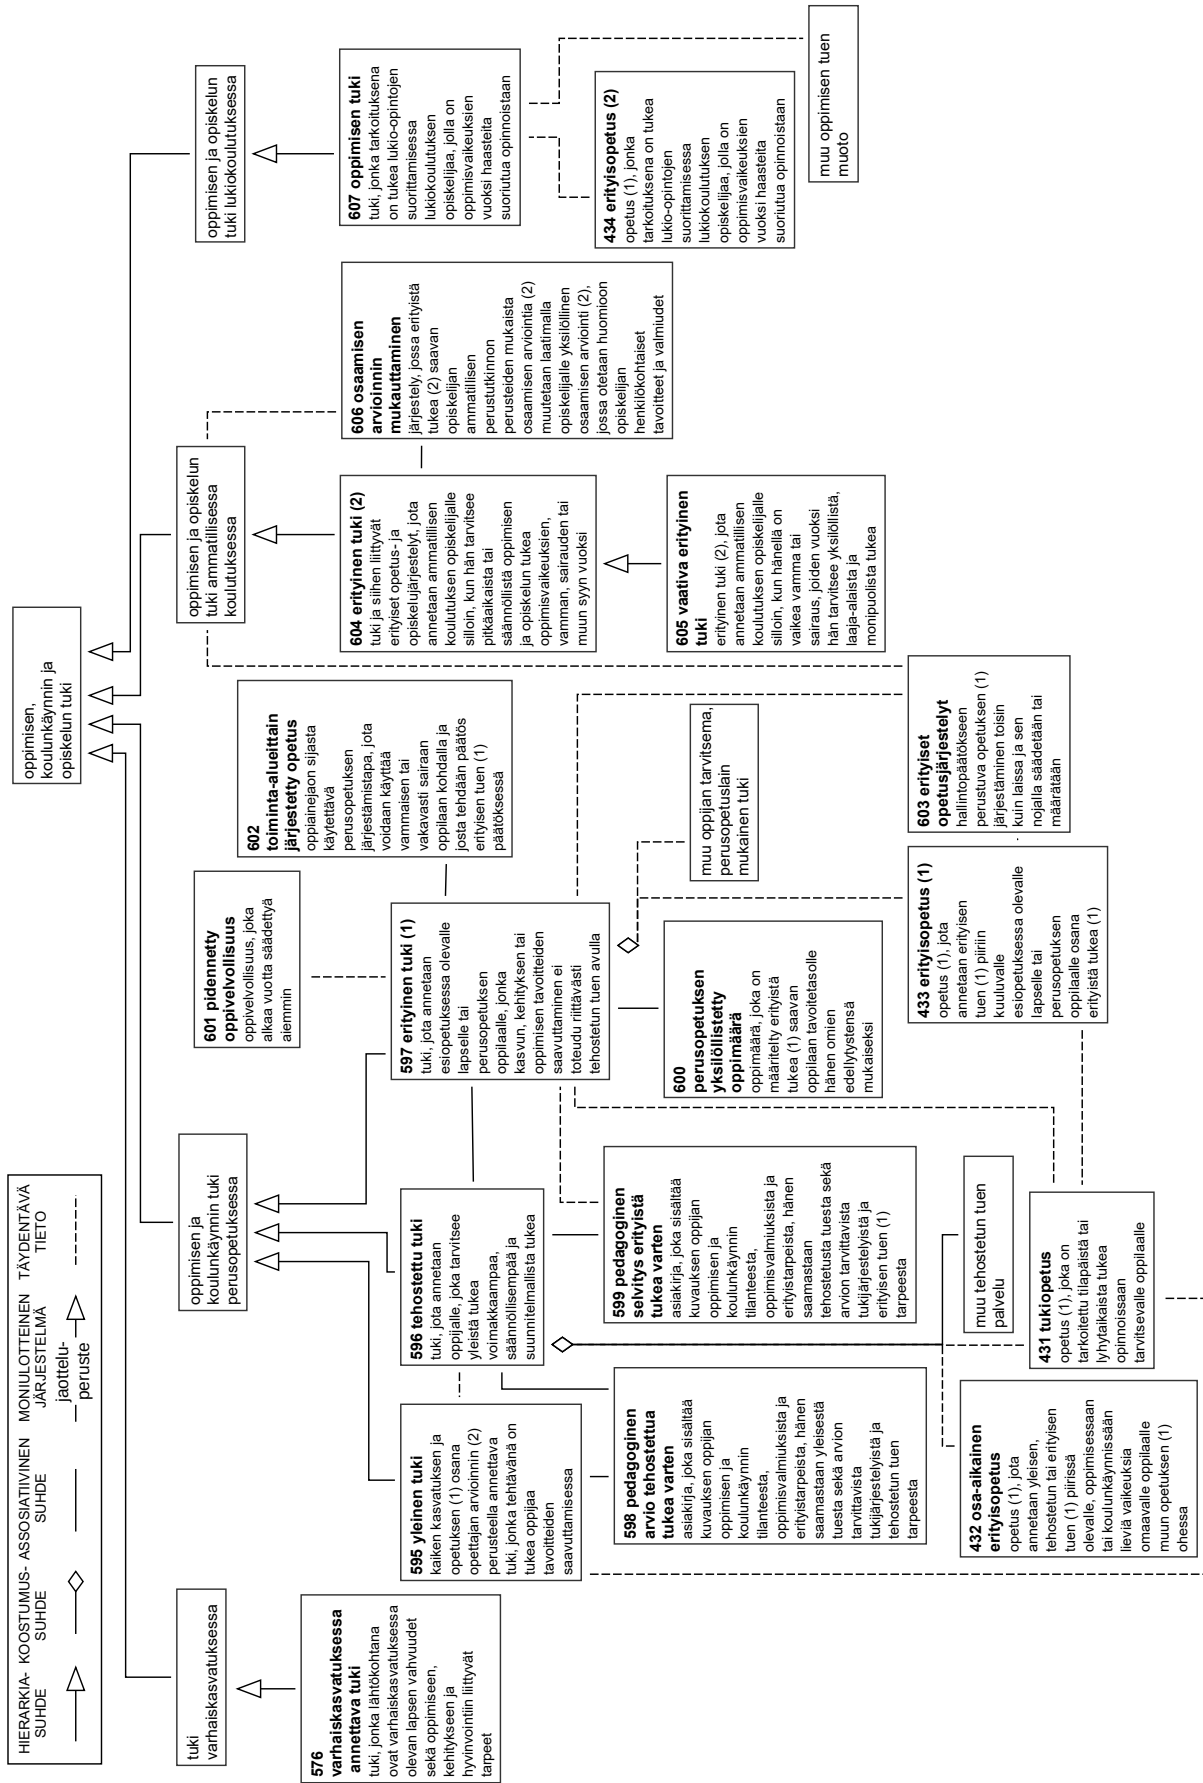 HIERARKIA-
SUHDE
KOOSTUMUS-
SUHDE
ASSOSIATIIVINEN
SUHDE
MONIULOTTEINEN
JÄRJESTELMÄ
jaottelu-
peruste
TÄYDENTÄVÄ
TIETO
oppimisen,
koulunkäynnin ja
opiskelun tuki
tuki
varhaiskasvatuksessa
oppimisen ja
koulunkäynnin tuki
perusopetuksessa
oppimisen ja opiskelun
tuki ammatillisessa
koulutuksessa
oppimisen ja opiskelun
tuki lukiokoulutuksessa
576
varhaiskasvatuksessa
annettava tuki
tuki, jonka lähtökohtana
ovat varhaiskasvatuksessa
olevan lapsen vahvuudet
sekä oppimiseen,
kehitykseen ja
hyvinvointiin liittyvät
tarpeet
595 yleinen tuki
kaiken kasvatuksen ja
opetuksen (1) osana
opettajan arvioinnin (2)
perusteella annettava
tuki, jonka tehtävänä on
tukea oppijaa
tavoitteiden
saavuttamisessa
596 tehostettu tuki
tuki, jota annetaan
oppijalle, joka tarvitsee
yleistä tukea
voimakkaampaa,
säännöllisempää ja
suunnitelmallista tukea
601 pidennetty
oppivelvollisuus
oppivelvollisuus, joka
alkaa vuotta säädettyä
aiemmin
597 erityinen tuki (1)
tuki, jota annetaan
esiopetuksessa olevalle
lapselle tai
perusopetuksen
oppilaalle, jonka
kasvun, kehityksen tai
oppimisen tavoitteiden
saavuttaminen ei
toteudu riittävästi
tehostetun tuen avulla
602
toiminta-alueittain
järjestetty opetus
oppiainejaon sijasta
käytettävä
perusopetuksen
järjestämistapa, jota
voidaan käyttää
vammaisen tai
vakavasti sairaan
oppilaan kohdalla ja
josta tehdään päätös
erityisen tuen (1)
päätöksessä
604 erityinen tuki (2)
tuki ja siihen liittyvät
erityiset opetus- ja
opiskelujärjestelyt, jota
annetaan ammatillisen
koulutuksen opiskelijalle
silloin, kun hän tarvitsee
pitkäaikaista tai
säännöllistä oppimisen
ja opiskelun tukea
oppimisvaikeuksien,
vamman, sairauden tai
muun syyn vuoksi
606 osaamisen
arvioinnin
mukauttaminen
järjestely, jossa erityistä
tukea (2) saavan
opiskelijan
ammatillisen
perustutkinnon
perusteiden mukaista
osaamisen arviointia (2)
muutetaan laatimalla
opiskelijalle yksilöllinen
osaamisen arviointi (2),
jossa otetaan huomioon
opiskelijan
henkilökohtaiset
tavoitteet ja valmiudet
607 oppimisen tuki
tuki, jonka tarkoituksena
on tukea lukio-opintojen
suorittamisessa
lukiokoulutuksen
opiskelijaa, jolla on
oppimisvaikeuksien
vuoksi haasteita
suoriutua opinnoistaan
598 pedagoginen
arvio tehostettua
tukea varten
asiakirja, joka sisältää
kuvauksen oppijan
oppimisen ja
koulunkäynnin
tilanteesta,
oppimisvalmiuksista ja
erityistarpeista, hänen
saamastaan yleisestä
tuesta sekä arvion
tarvittavista
tukijärjestelyistä ja
tehostetun tuen
tarpeesta
599 pedagoginen
selvitys erityistä
tukea varten
asiakirja, joka sisältää
kuvauksen oppijan
oppimisen ja
koulunkäynnin
tilanteesta,
oppimisvalmiuksista ja
erityistarpeista, hänen
saamastaan
tehostetusta tuesta sekä
arvion tarvittavista
tukijärjestelyistä ja
erityisen tuen (1)
tarpeesta
600
perusopetuksen
yksilöllistetty
oppimäärä
oppimäärä, joka on
määritelty erityistä
tukea (1) saavan
oppilaan tavoitetasolle
hänen omien
edellytystensä
mukaiseksi
muu oppijan tarvitsema,
perusopetuslain
mukainen tuki
605 vaativa erityinen
tuki
erityinen tuki (2), jota
annetaan ammatillisen
koulutuksen opiskelijalle
silloin, kun hänellä on
vaikea vamma tai
sairaus, joiden vuoksi
hän tarvitsee yksilöllistä,
laaja-alaista ja
monipuolista tukea
434 erityisopetus (2)
opetus (1), jonka
tarkoituksena on tukea
lukio-opintojen
suorittamisessa
lukiokoulutuksen
opiskelijaa, jolla on
oppimisvaikeuksien
vuoksi haasteita
suoriutua opinnoistaan
muu oppimisen tuen
muoto
432 osa-aikainen
erityisopetus
opetus (1), jota
annetaan yleisen,
tehostetun tai erityisen
tuen (1) piirissä
olevalle, oppimisessaan
tai koulunkäynnissään
lieviä vaikeuksia
omaavalle oppilaalle
muun opetuksen (1)
ohessa
431 tukiopetus
opetus (1), joka on
tarkoitettu tilapäistä tai
lyhytaikaista tukea
opinnoissaan
tarvitsevalle oppilaalle
muu tehostetun tuen
palvelu
433 erityisopetus (1)
opetus (1), jota
annetaan erityisen
tuen (1) piiriin
kuuluvalle
esiopetuksessa olevalle
lapselle tai
perusopetuksen
oppilaalle osana
erityistä tukea (1)
603 erityiset
opetusjärjestelyt
hallintopäätökseen
perustuva opetuksen (1)
järjestäminen toisin
kuin laissa ja sen
nojalla säädetään tai
määrätään